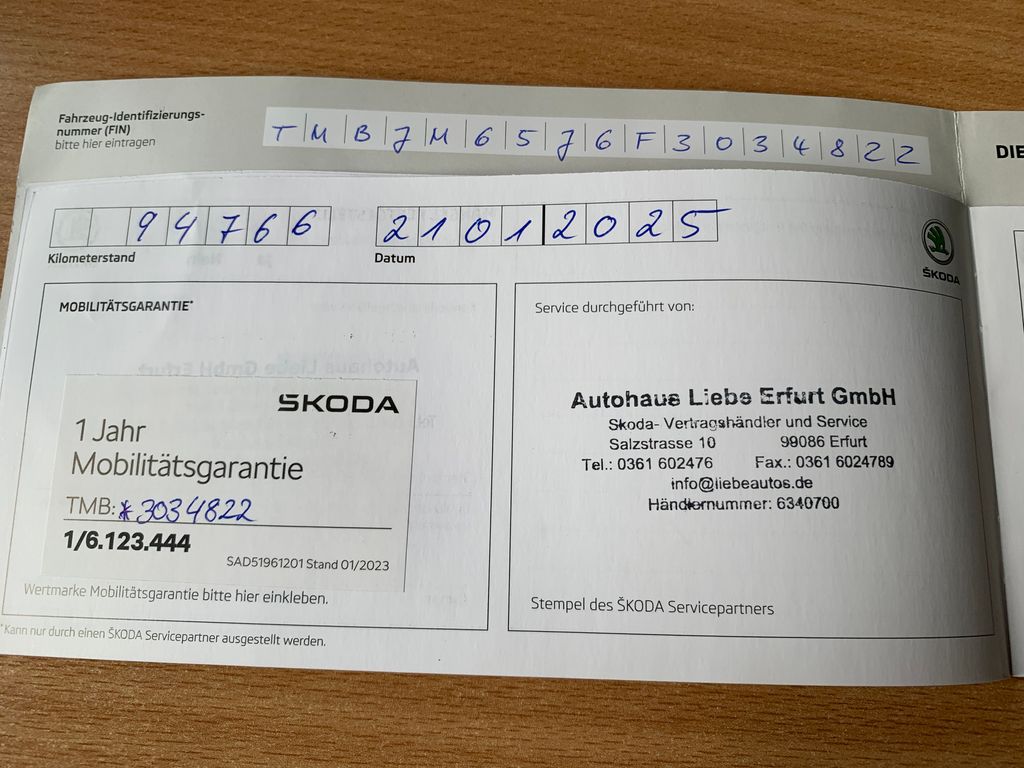 Fahrzeug-Identifizierungs-
nummer (FIN)
bitte hier eintragen
TMBJM65J6F3034822
DIE
94766
21012025
Kilometerstand
Datum
ŠKODA
MOBILITÄTSGARANTIE*
Service durchgeführt von:
ŠKODA
1 Jahr
Mobilitätsgarantie
TMB: *3034822
1/6.123.444
SAD51961201 Stand 01/2023
Wertmarke Mobilitätsgarantie bitte hier einkleben.
*Kann nur durch einen ŠKODA Servicepartner ausgestellt werden.
Autohaus Liebe Erfurt GmbH
Skoda- Vertragshändler und Service
Salzstrasse 10 99086 Erfurt
Tel.: 0361 602476 Fax.: 0361 6024789
info@liebeautos.de
Händlernummer: 6340700
Stempel des ŠKODA Servicepartners